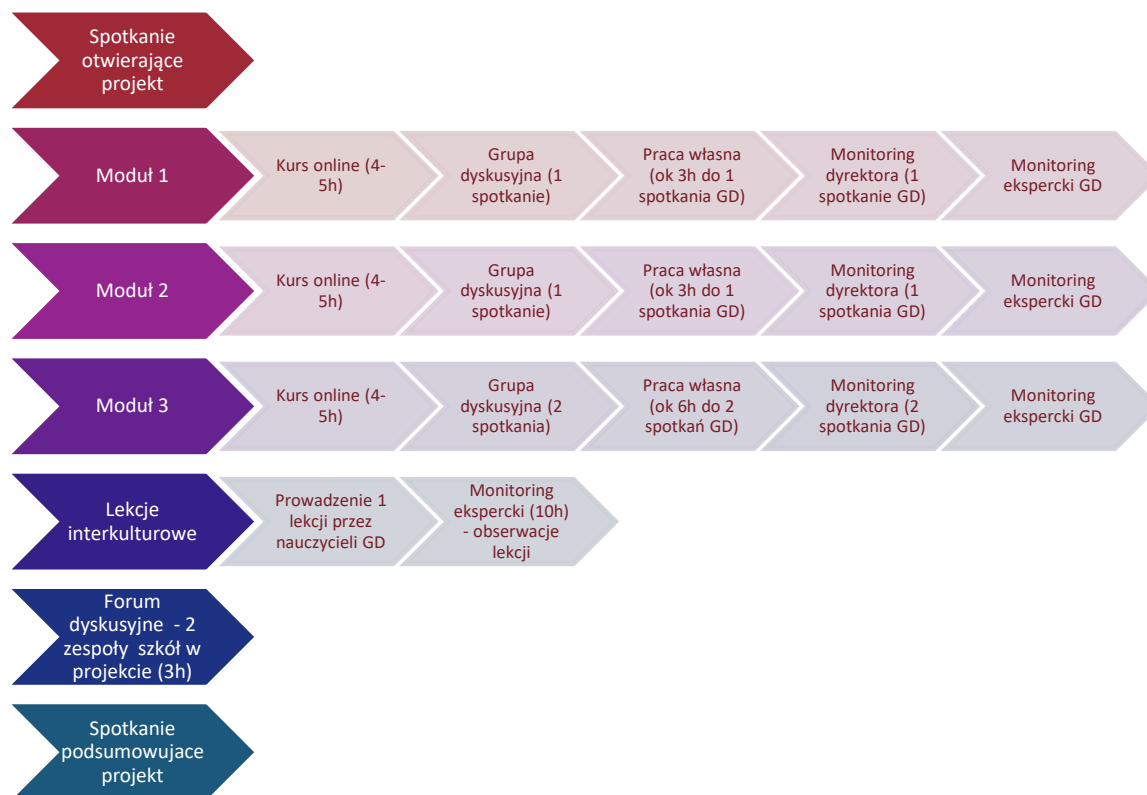 Spotkanie
otwierające
projekt
Moduł 1
Kurs online (4-
5h)
Grupa
dyskusyjna (1
spotkanie)
Praca własna
(ok 3h do 1
spotkania GD)
Monitoring
dyrektora (1
spotkanie GD)
Monitoring
ekspercki GD
Moduł 2
Kurs online (4-
5h)
Grupa
dyskusyjna (1
spotkanie)
Praca własna
(ok 3h do 1
spotkania GD)
Monitoring
dyrektora (1
spotkania GD)
Monitoring
ekspercki GD
Moduł 3
Kurs online (4-
5h)
Grupa
dyskusyjna (2
spotkania)
Praca własna
(ok 6h do 2
spotkań GD)
Monitoring
dyrektora (2
spotkania GD)
Monitoring
ekspercki GD
Lekcje
interkulturowe
Prowadzenie 1
lekcji przez
nauczycieli GD
Monitoring
ekspercki (10h)
- obserwacje
lekcji
Forum
dyskusyjne - 2
zespoły szkół w
projekcie (3h)
Spotkanie
podsumowujace
projekt